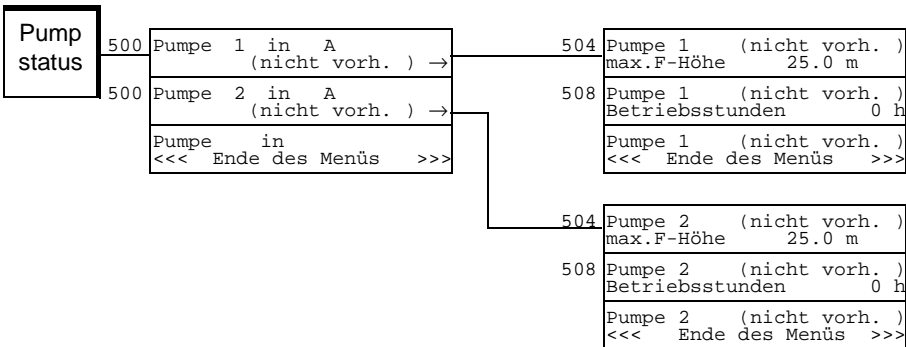 Pump
status
500 Pumpe 1 in A
(nicht vorh. ) →
500 Pumpe 2 in A
(nicht vorh. ) →
Pumpe in
<<< Ende des Menüs >>>
504 Pumpe 1 (nicht vorh. )
max.F-Höhe 25.0 m
508 Pumpe 1 (nicht vorh. )
Betriebsstunden 0 h
Pumpe 1 (nicht vorh. )
<<< Ende des Menüs >>>
504 Pumpe 2 (nicht vorh. )
max.F-Höhe 25.0 m
508 Pumpe 2 (nicht vorh. )
Betriebsstunden 0 h
Pumpe 2 (nicht vorh. )
<<< Ende des Menüs >>>